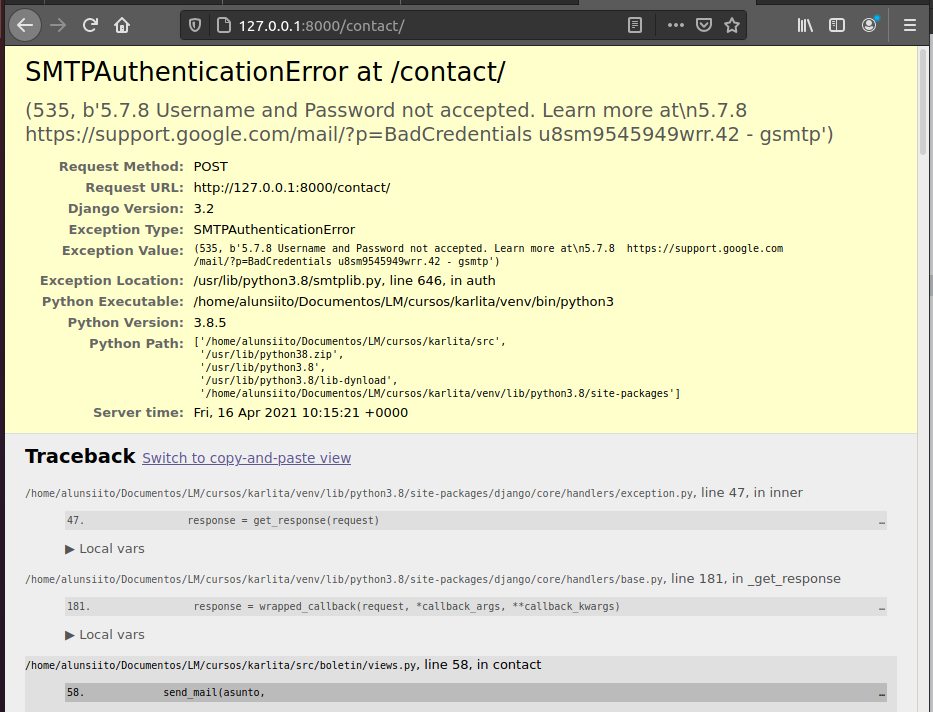 127.0.0.1:8000/contact/
SMTPAuthenticationError at /contact/
(535, b'5.7.8 Username and Password not accepted. Learn more at\n5.7.8
https://support.google.com/mail/?p=BadCredentials u8sm9545949wrr.42 - gsmtp')
Request Method: POST
Request URL: http://127.0.0.1:8000/contact/
Django Version: 3.2
Exception Type: SMTPAuthenticationError
Exception Value: (535, b'5.7.8 Username and Password not accepted. Learn more at\n5.7.8  https://support.google.com
/mail/?p=BadCredentials u8sm9545949wrr.42 - gsmtp')
Exception Location: /usr/lib/python3.8/smtplib.py, line 646, in auth
Python Executable: /home/alunsiito/Documentos/LM/cursos/karlita/venv/bin/python3
Python Version: 3.8.5
Python Path: ['/home/alunsiito/Documentos/LM/cursos/karlita/src',
'/usr/lib/python38.zip',
'/usr/lib/python3.8',
'/usr/lib/python3.8/lib-dynload',
'/home/alunsiito/Documentos/LM/cursos/karlita/venv/lib/python3.8/site-packages']
Server time: Fri, 16 Apr 2021 10:15:21 +0000
Traceback Switch to copy-and-paste view
/home/alunsiito/Documentos/LM/cursos/karlita/venv/lib/python3.8/site-packages/django/core/handlers/exception.py, line 47, in inner
47. response = get_response(request) …
▶ Local vars
/home/alunsiito/Documentos/LM/cursos/karlita/venv/lib/python3.8/site-packages/django/core/handlers/base.py, line 181, in _get_response
181. response = wrapped_callback(request, *callback_args, **callback_kwargs) …
▶ Local vars
/home/alunsiito/Documentos/LM/cursos/karlita/src/boletin/views.py, line 58, in contact
58. send_mail(asunto, …